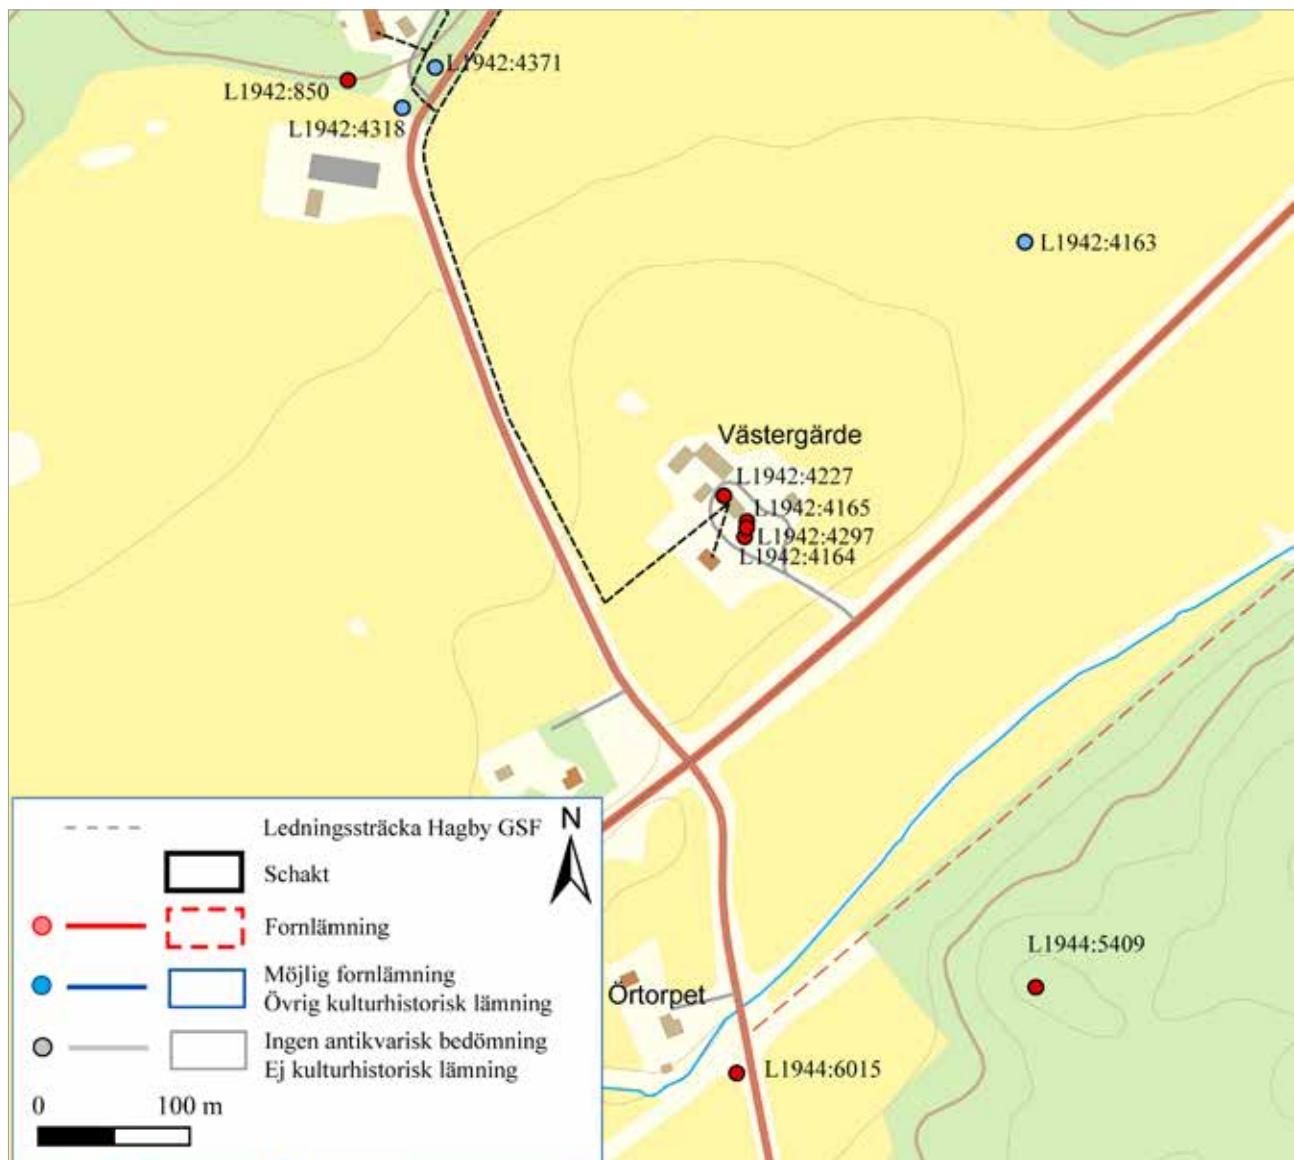 L1942:4371
L1942:850
L1942:4318
L1942:4163
Västergärde
L1942:4227
L1942:4165
L1942:4297
L1942:4164
Ledningssträcka Hagby GSF
N
Schakt
Fornlämning
Möjlig fornlämning
Övrig kulturhistorisk lämning
Ingen antikvarisk bedömning
Ej kulturhistorisk lämning
0 100 m
L1944:5409
Örtorpet
L1944:6015